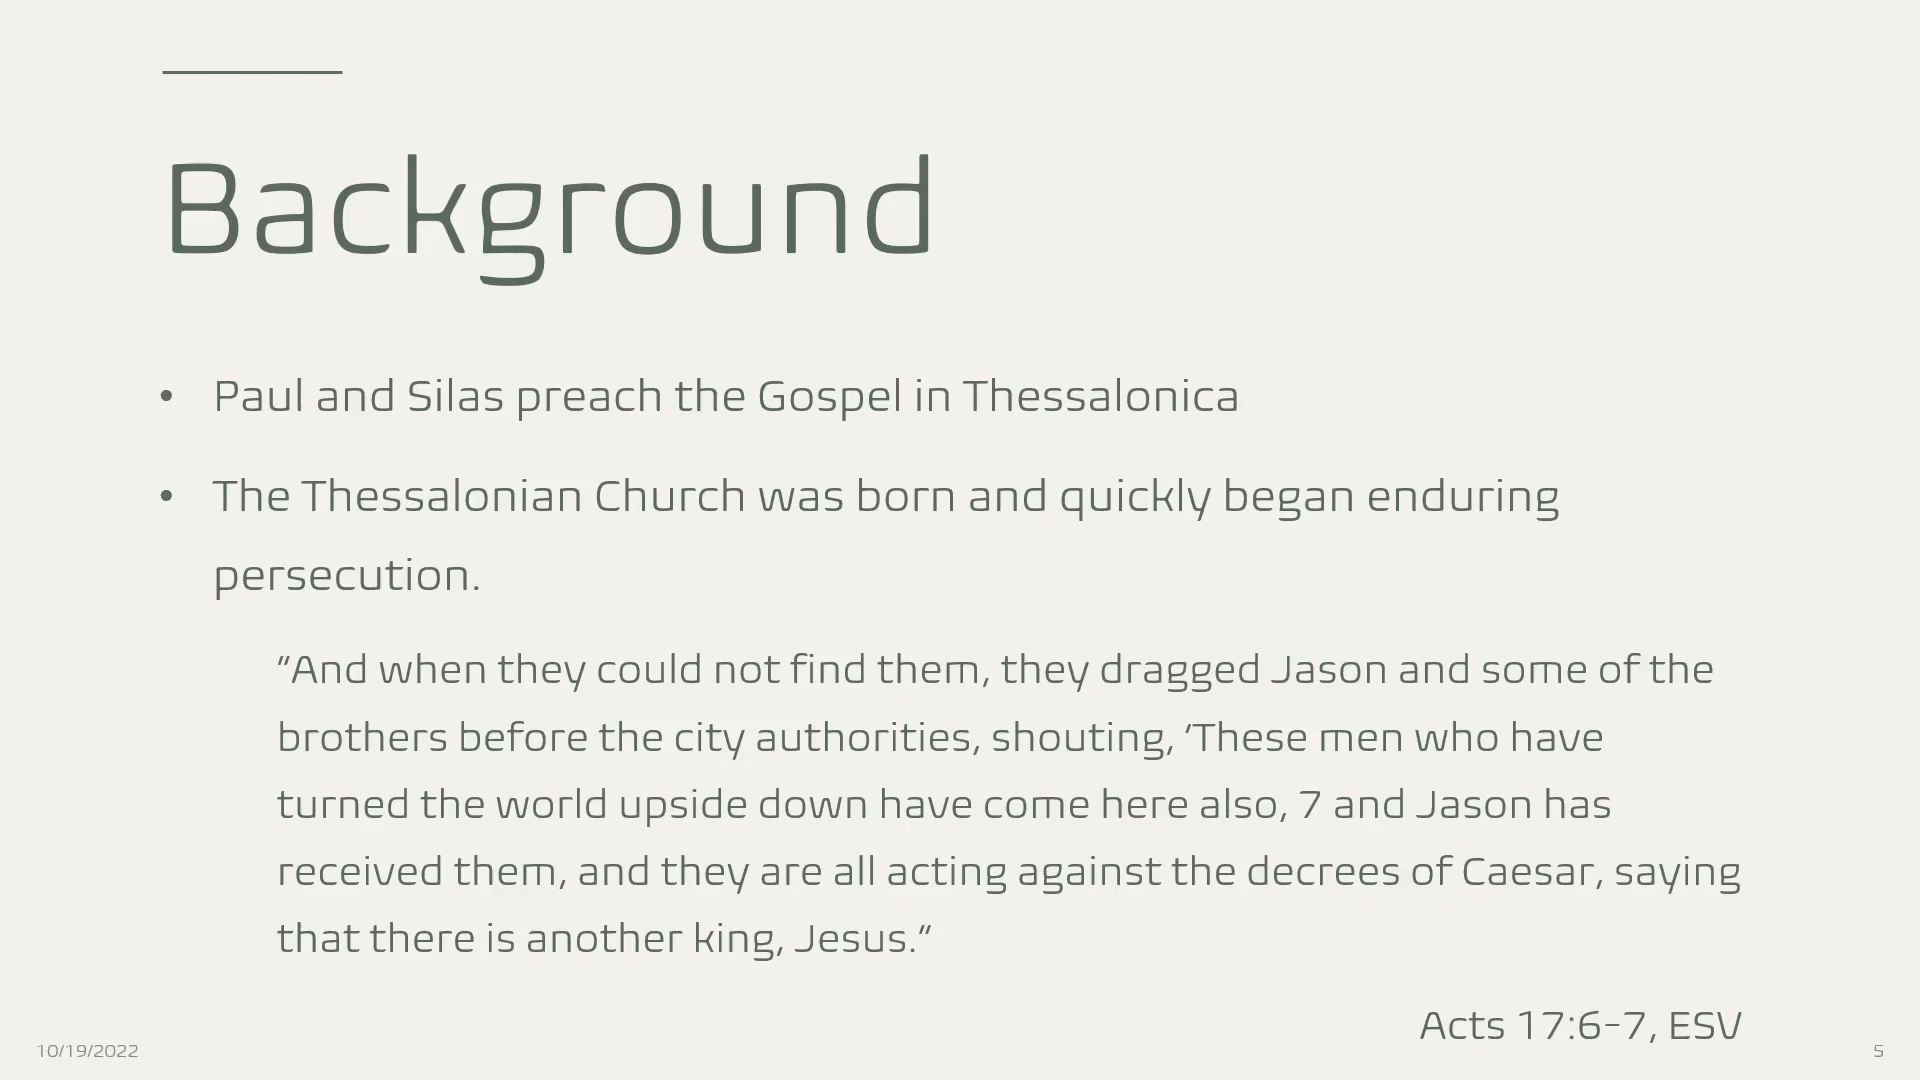 Background
• Paul and Silas preach the Gospel in Thessalonica
• The Thessalonian Church was born and quickly began enduring
persecution.
“And when they could not find them, they dragged Jason and some of the
brothers before the city authorities, shouting, ‘These men who have
turned the world upside down have come here also, 7 and Jason has
received them, and they are all acting against the decrees of Caesar, saying
that there is another king, Jesus.”
Acts 17:6-7, ESV
10/19/2022
5